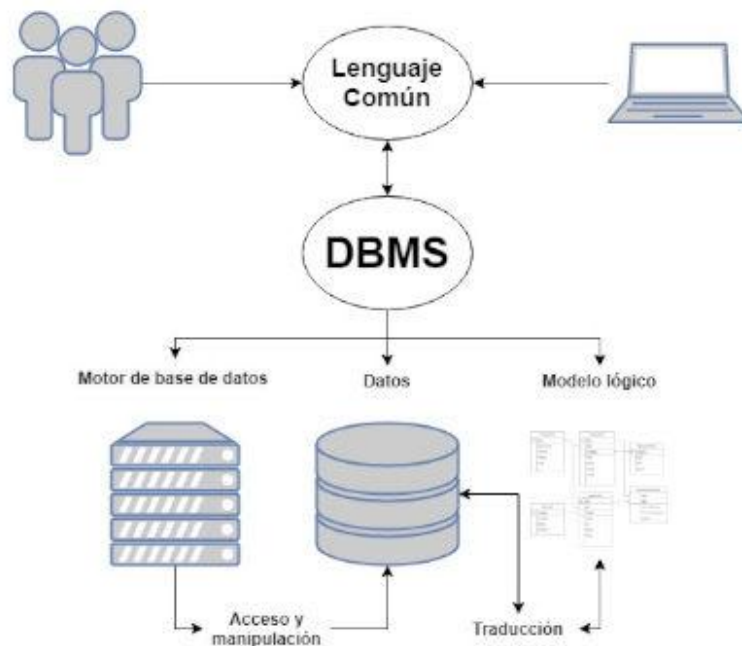 Lenguaje
Común
DBMS
Motor de base de datos
Datos
Modelo lógico
Acceso y
manipulación
Traducción